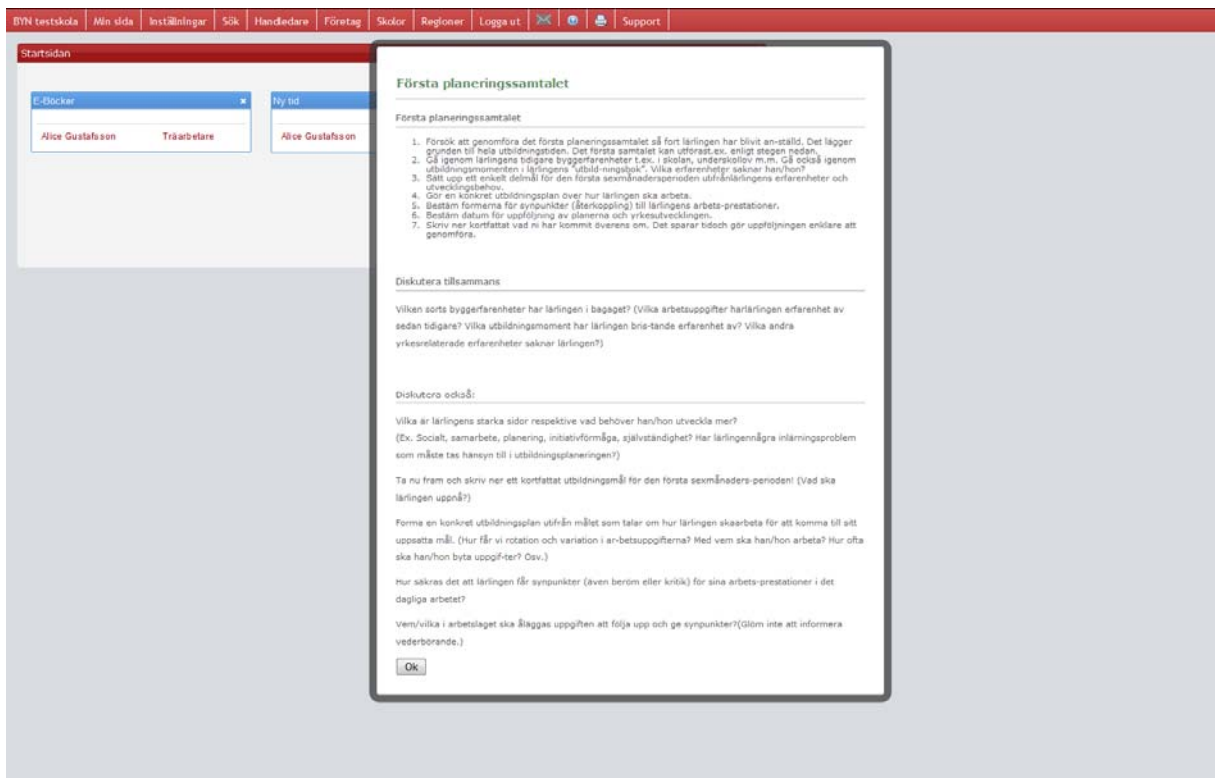 BYN testskola Min sida Inställningar Sök Handledare Företag Skolor Regioner Logga ut Support
Startsidan
E-Böcker × Ny tid
Alice Gustafsson Träarbetare Alice Gustafsson
Första planeringssamtalet
Första planeringssamtalet
1. Försök att genomföra det första planeringssamtalet så fort lärlingen har blivit an-ställd. Det lägger
grunden till hela utbildningstiden. Det första samtalet kan utförast.ex. enligt stegen nedan.
2. Gå igenom lärlingens tidigare byggerfarenheter t.ex. i skolan, underskollov m.m. Gå också igenom
utbildningsmomenten i lärlingens "utbild-ningsbok". Vilka erfarenheter saknar han/hon?
3. Sätt upp ett enkelt delmål för den första sexmånadersperioden utifrånlärlingens erfarenheter och
utvecklingsbehov.
4. Gör en konkret utbildningsplan över hur lärlingen ska arbeta.
5. Bestäm formerna för synpunkter (återkoppling) till lärlingens arbets-prestationer.
6. Bestäm datum för uppföljning av planerna och yrkesutvecklingen.
7. Skriv ner kortfattat vad ni har kommit överens om. Det sparar tidoch gör uppföljningen enklare att
genomföra.
Diskutera tillsammans
Vilken sorts byggerfarenheter har lärlingen i bagaget? (Vilka arbetsuppgifter harlärlingen erfarenhet av
sedan tidigare? Vilka utbildningsmoment har lärlingen bris-tande erfarenhet av? Vilka andra
yrkesrelaterade erfarenheter saknar lärlingen?)
Diskutera också:
Vilka är lärlingens starka sidor respektive vad behöver han/hon utveckla mer?
(Ex. Socialt, samarbete, planering, initiativförmåga, självständighet? Har lärlingennågra inlärningsproblem
som måste tas hänsyn till i utbildningsplaneringen?)
Ta nu fram och skriv ner ett kortfattat utbildningsmål för den första sexmånaders-perioden! (Vad ska
lärlingen uppnå?)
Forma en konkret utbildningsplan utifrån målet som talar om hur lärlingen skaarbeta för att komma till sitt
uppsatta mål. (Hur får vi rotation och variation i ar-betsuppgifterna? Med vem ska han/hon arbeta? Hur ofta
ska han/hon byta uppgif-ter? Osv.)
Hur säkras det att lärlingen får synpunkter (även beröm eller kritik) för sina arbets-prestationer i det
dagliga arbetet?
Vem/vilka i arbetslaget ska åläggas uppgiften att följa upp och ge synpunkter?(Glöm inte att informera
vederbörande.)
Ok